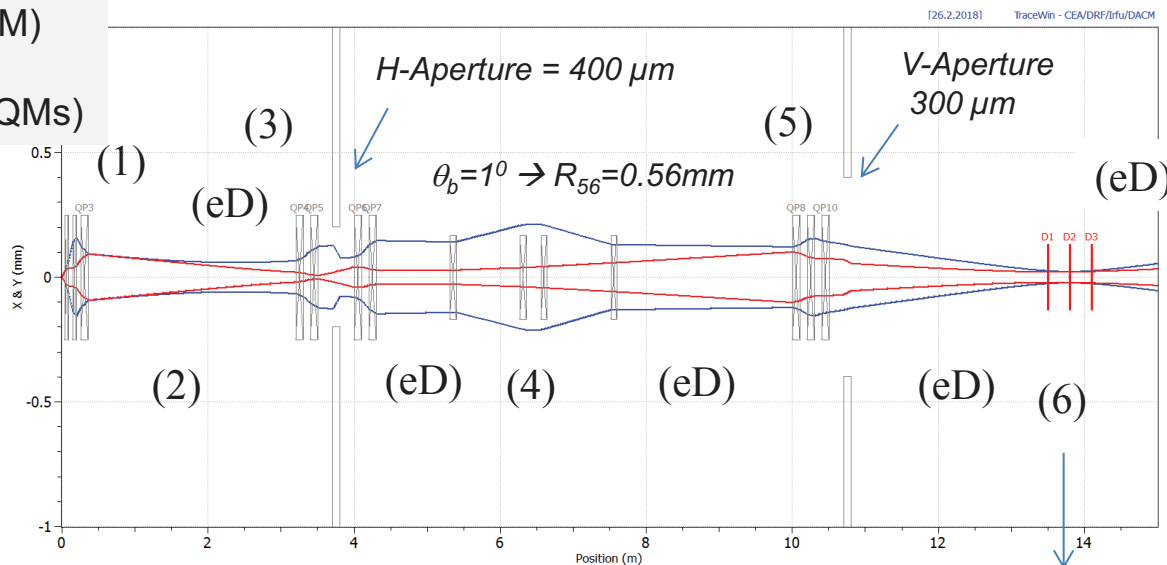 [26.2.2018] TraceWin - CEA/DRF/Irfu/DACM
M)
QMs)
H-Aperture = 400 µm
V-Aperture
300 µm
(1)
(3)
(5)
θb=1⁰ → R56=0.56mm
(eD)
(eD)
QP3
QP4
QP5
QP6
QP7
QP8
QP10
D1
D2
D3
(2)
(eD)
(4)
(eD)
(eD)
(6)
X & Y (mm)
0.5
0
-0.5
-1
0 2 4 6 8 10 12 14
Position (m)